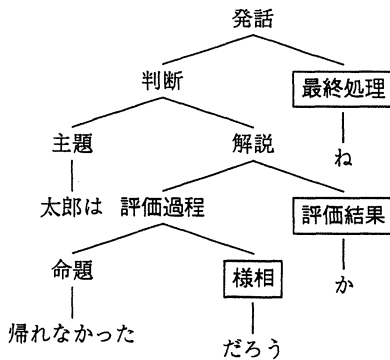 発話
判断 最終処理
主題 解説 ね
太郎は 評価過程 評価結果
命題 様相 か
帰れなかった だろう